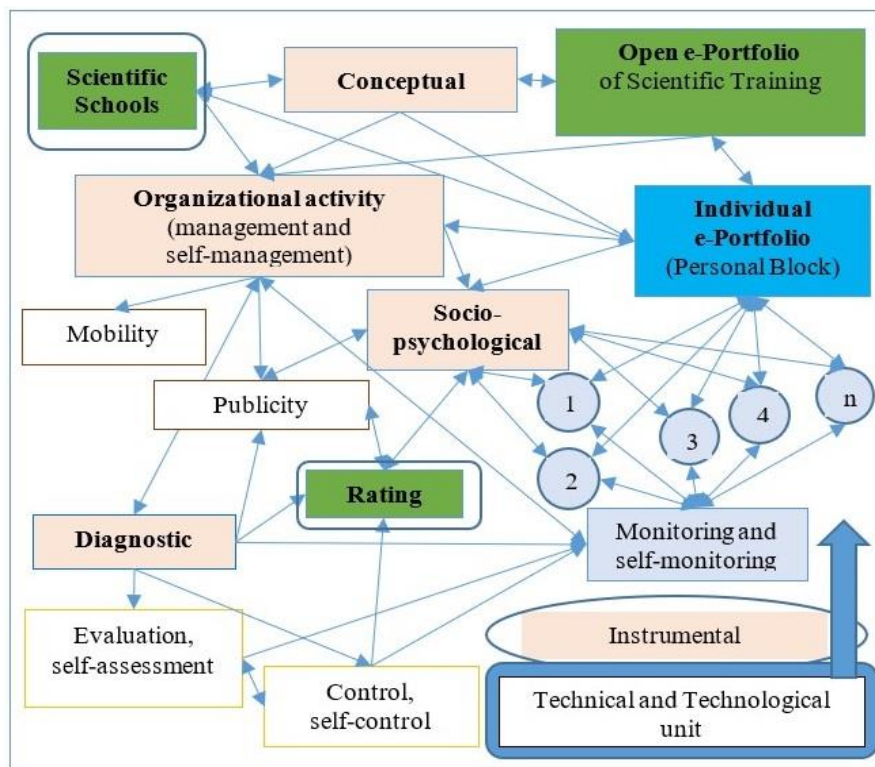 Scientific
Schools
Conceptual
Open e-Portfolio
of Scientific Training
Organizational activity
(management and
self-management)
Individual
e-Portfolio
(Personal Block)
Mobility
Socio-
psychological
Publicity
1
2
3
4
n
Rating
Diagnostic
Monitoring and
self-monitoring
Evaluation,
self-assessment
Control,
self-control
Instrumental
Technical and Technological
unit